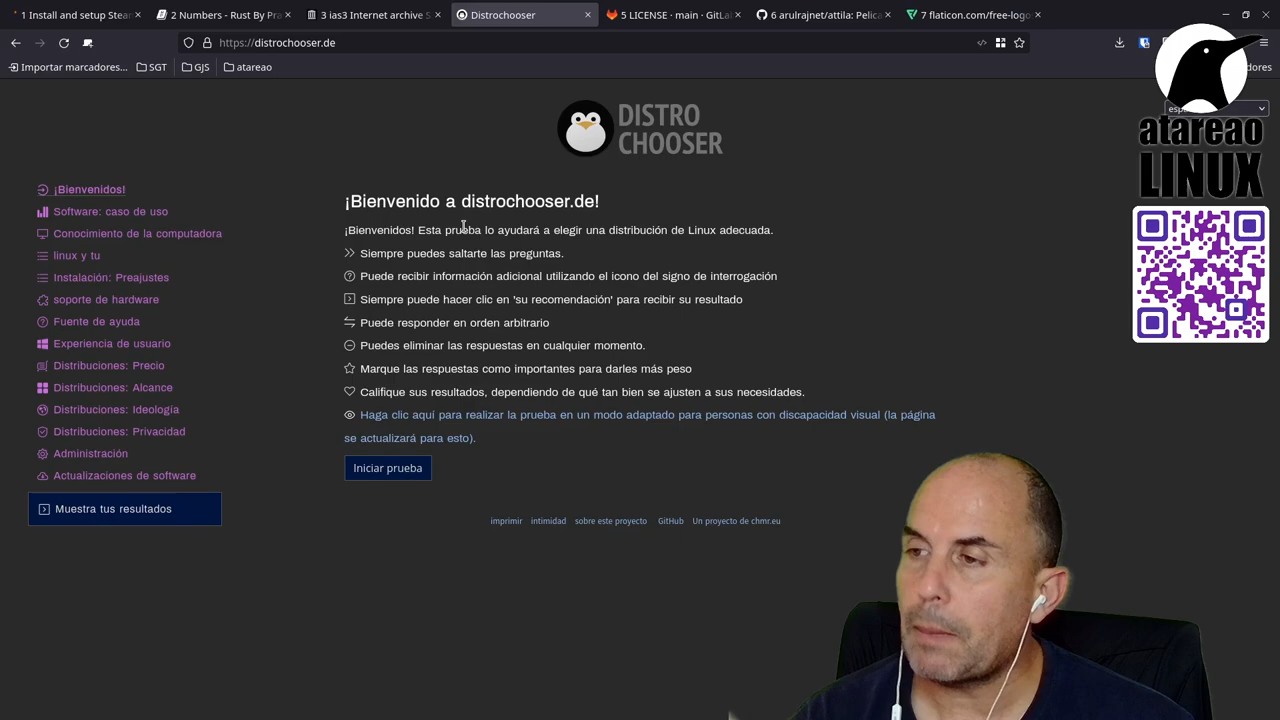 1 Install and setup Stear
2 Numbers - Rust By Pra
3 ias3 Internet archive S
Distrochooser
5 LICENSE · main · GitLa
6 arulrajnet/attila: Pelica
7 flaticon.com/free-logo
https://distrochooser.de
Importar marcadores...
SGT
GJS
atareao
dores
DISTRO
CHOOSER
atareao
LINUX
¡Bienvenidos!
Software: caso de uso
Conocimiento de la computadora
linux y tu
Instalación: Preajustes
soporte de hardware
Fuente de ayuda
Experiencia de usuario
Distribuciones: Precio
Distribuciones: Alcance
Distribuciones: Ideología
Distribuciones: Privacidad
Administración
Actualizaciones de software
Muestra tus resultados
¡Bienvenido a distrochooser.de!
¡Bienvenidos! Esta prueba lo ayudará a elegir una distribución de Linux adecuada.
Siempre puedes saltarte las preguntas.
Puede recibir información adicional utilizando el icono del signo de interrogación
Siempre puede hacer clic en 'su recomendación' para recibir su resultado
Puede responder en orden arbitrario
Puedes eliminar las respuestas en cualquier momento.
Marque las respuestas como importantes para darles más peso
Califique sus resultados, dependiendo de qué tan bien se ajusten a sus necesidades.
Haga clic aquí para realizar la prueba en un modo adaptado para personas con discapacidad visual (la página
se actualizará para esto).
Iniciar prueba
imprimir
intimidad
sobre este proyecto
GitHub
Un proyecto de chmr.eu